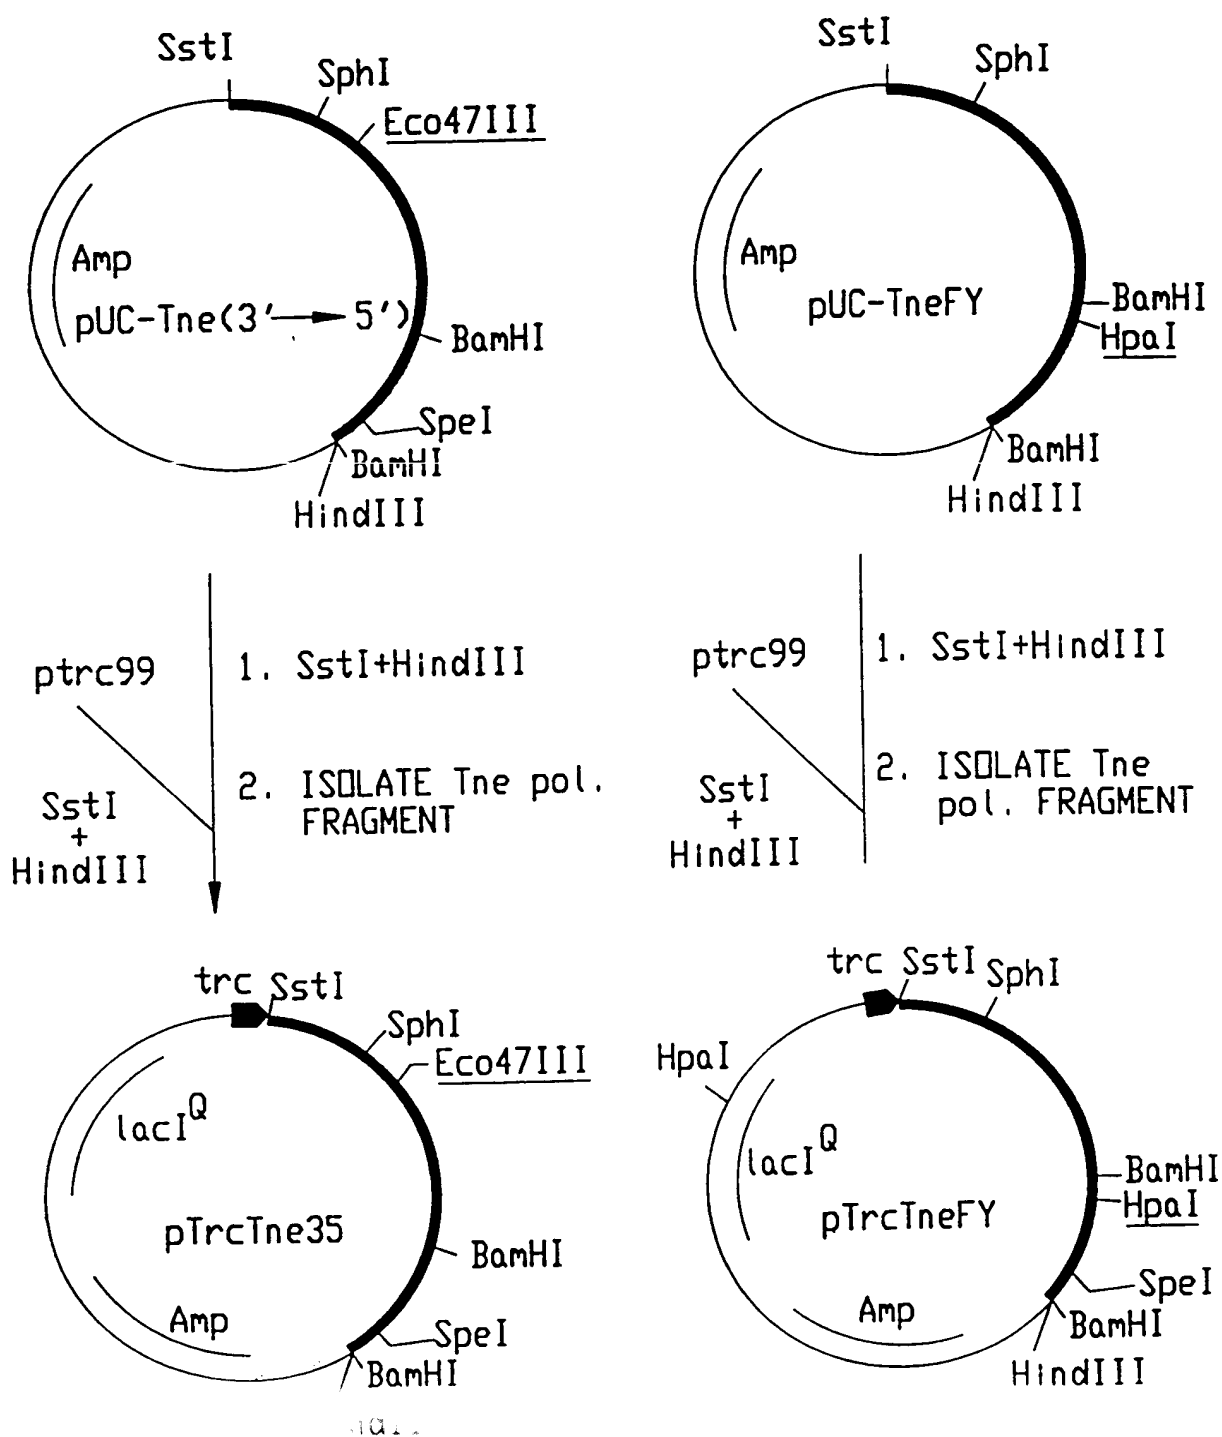 SstI
SphI
Eco47III
Amp
pUC-Tne(3' → 5')
BamHI
SpeI
BamHI
HindIII
SstI
SphI
Amp
pUC-TneFY
BamHI
HpaI
BamHI
HindIII
ptrc99
1. SstI+HindIII
SstI
+
HindIII
2. ISOLATE Tne pol.
FRAGMENT
ptrc99
1. SstI+HindIII
SstI
+
HindIII
2. ISOLATE Tne
pol. FRAGMENT
trc
SstI
SphI
Eco47III
lacI^Q
pTrcTne35
BamHI
Amp
SpeI
BamHI
trc
SstI
SphI
HpaI
lacI^Q
BamHI
HpaI
pTrcTneFY
SpeI
Amp
BamHI
HindIII